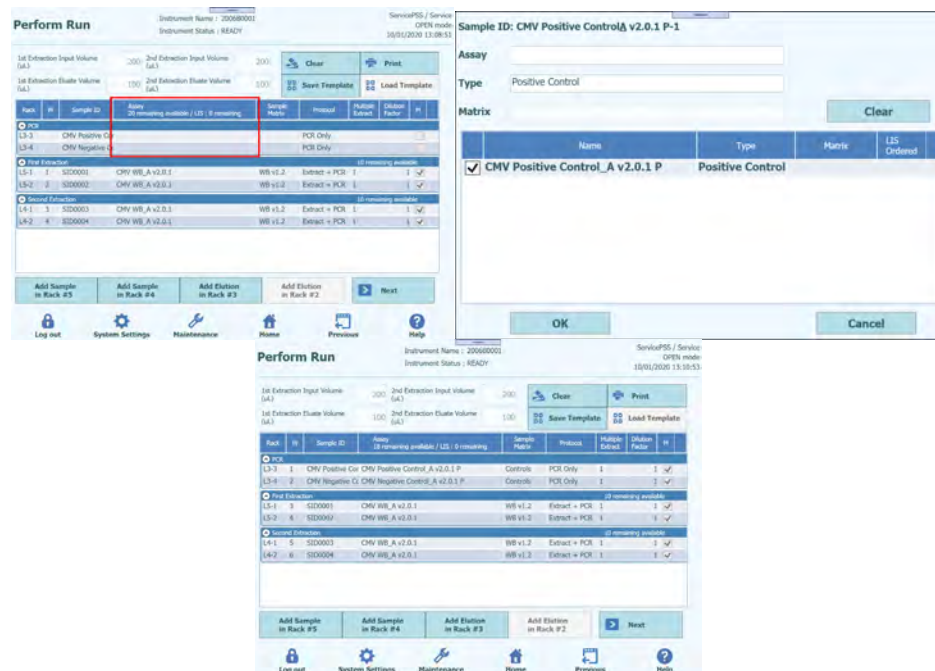 Perform Run
Instrument Name : 200680001
Instrument Status : READY
ServicePSS / Service
OPEN mode
10/01/2020 13:08:51
1st Extraction Input Volume (uL)
200
2nd Extraction Input Volume (uL)
200
Clear
Print
1st Extraction Eluate Volume (uL)
100
2nd Extraction Eluate Volume (uL)
100
Save Template
Load Template
Rack
#
Sample ID
Assay
20 remaining available / LIS : 0 remaining
Sample Matrix
Protocol
Multiple Extract
Dilution Factor
M
PCR
L3-3 CMV Positive Co PCR Only
L3-4 CMV Negative C PCR Only
First Extraction 10 remaining available
L5-1 1 SID0001 CMV WB_A v2.0.1 WB v1.2 Extract + PCR 1 1
L5-2 2 SID0002 CMV WB_A v2.0.1 WB v1.2 Extract + PCR 1 1
Second Extraction 10 remaining available
L4-1 3 SID0003 CMV WB_A v2.0.1 WB v1.2 Extract + PCR 1 1
L4-2 4 SID0004 CMV WB_A v2.0.1 WB v1.2 Extract + PCR 1 1
Add Sample in Rack #5
Add Sample in Rack #4
Add Elution in Rack #3
Add Elution in Rack #2
Next
Log out
System Settings
Maintenance
Home
Previous
Help
Sample ID: CMV Positive ControlA v2.0.1 P-1
Assay
Type Positive Control
Matrix
Clear
Name Type Matrix LIS Ordered
CMV Positive Control_A v2.0.1 P Positive Control
OK
Cancel
Perform Run
Instrument Name : 200680001
Instrument Status : READY
ServicePSS / Service
OPEN mode
10/01/2020 13:10:53
1st Extraction Input Volume (uL)
200
2nd Extraction Input Volume (uL)
200
Clear
Print
1st Extraction Eluate Volume (uL)
100
2nd Extraction Eluate Volume (uL)
100
Save Template
Load Template
Rack
#
Sample ID
Assay
18 remaining available / LIS : 0 remaining
Sample Matrix
Protocol
Multiple Extract
Dilution Factor
M
PCR
L3-3 1 CMV Positive Cor CMV Positive Control_A v2.0.1 P Controls PCR Only 1 1
L3-4 2 CMV Negative C CMV Negative Control_A v2.0.1 P Controls PCR Only 1 1
First Extraction 10 remaining available
L5-1 3 SID0001 CMV WB_A v2.0.1 WB v1.2 Extract + PCR 1 1
L5-2 4 SID0002 CMV WB_A v2.0.1 WB v1.2 Extract + PCR 1 1
Second Extraction 10 remaining available
L4-1 5 SID0003 CMV WB_A v2.0.1 WB v1.2 Extract + PCR 1 1
L4-2 6 SID0004 CMV WB_A v2.0.1 WB v1.2 Extract + PCR 1 1
Add Sample in Rack #5
Add Sample in Rack #4
Add Elution in Rack #3
Add Elution in Rack #2
Next
Log out
System Settings
Maintenance
Home
Previous
Help